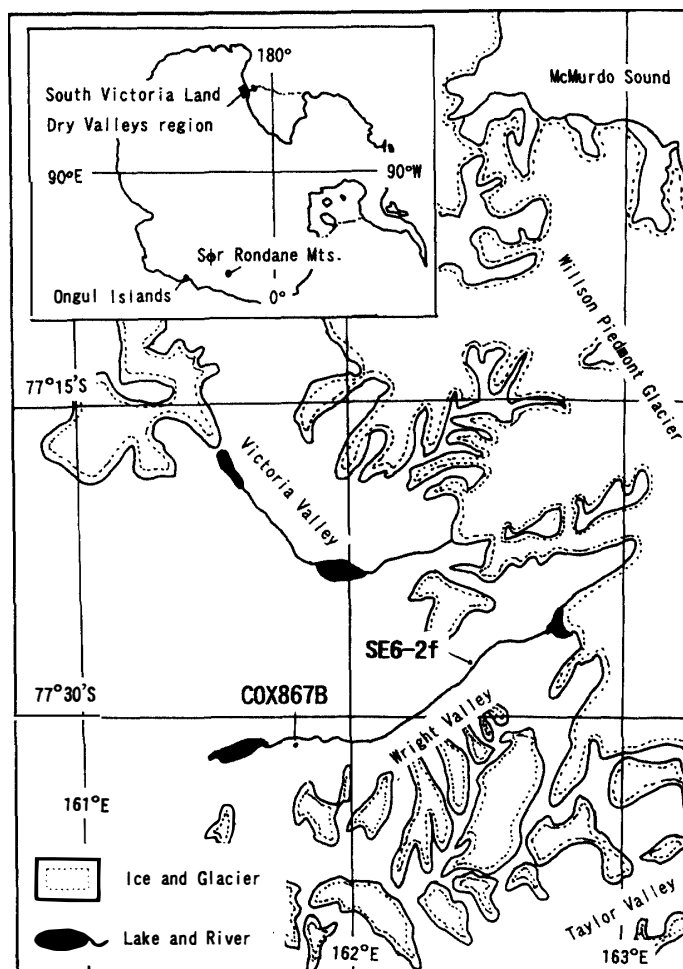 180°
McMurdo Sound
South Victoria Land
Dry Valleys region
90°E
90°W
Sφr Rondane Mts.
Ongul Islands
0°
Willson Piedmont Glacier
77°15'S
Victoria Valley
SE6-2f
77°30'S
COX867B
Wright Valley
161°E
Ice and Glacier
Taylor Valley
Lake and River
162°E
163°E